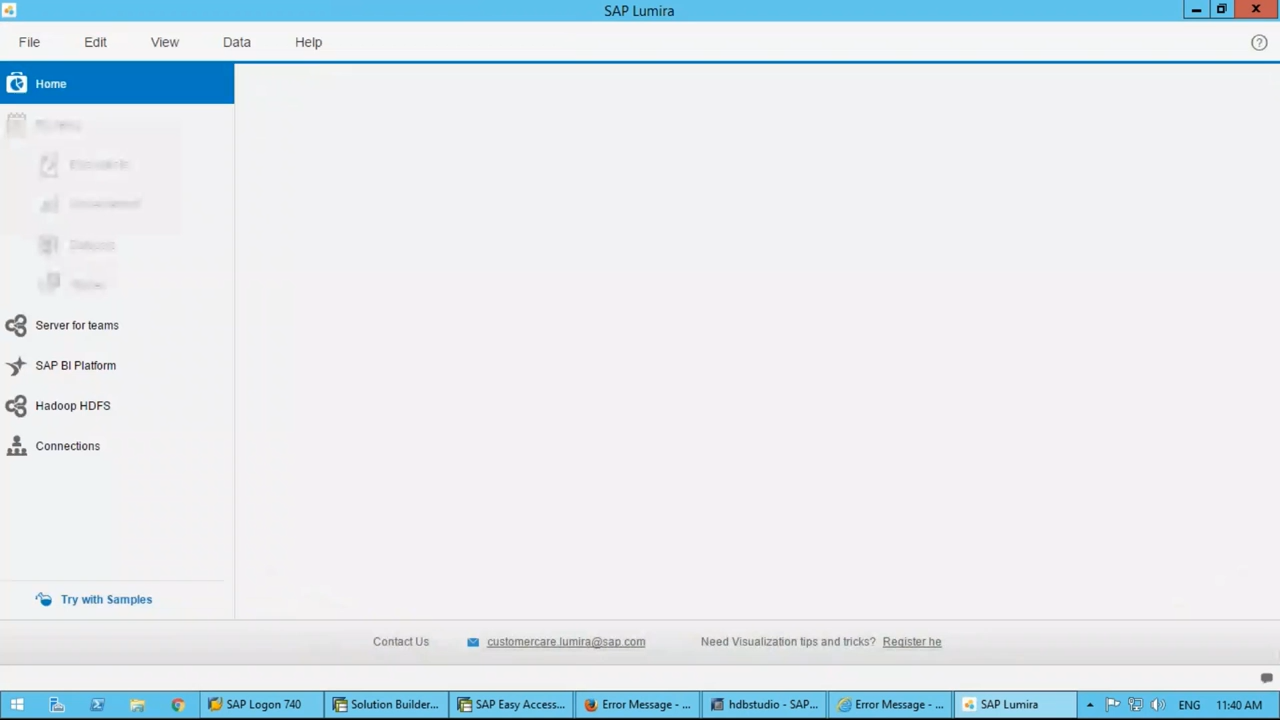 SAP Lumira
File Edit View Data Help
Home
Server for teams
SAP BI Platform
Hadoop HDFS
Connections
Try with Samples
Contact Us customercare.lumira@sap.com Need Visualization tips and tricks? Register he
SAP Logon 740 Solution Builder... SAP Easy Access... Error Message - ... hdbstudio - SAP... Error Message - ... SAP Lumira ENG 11:40 AM